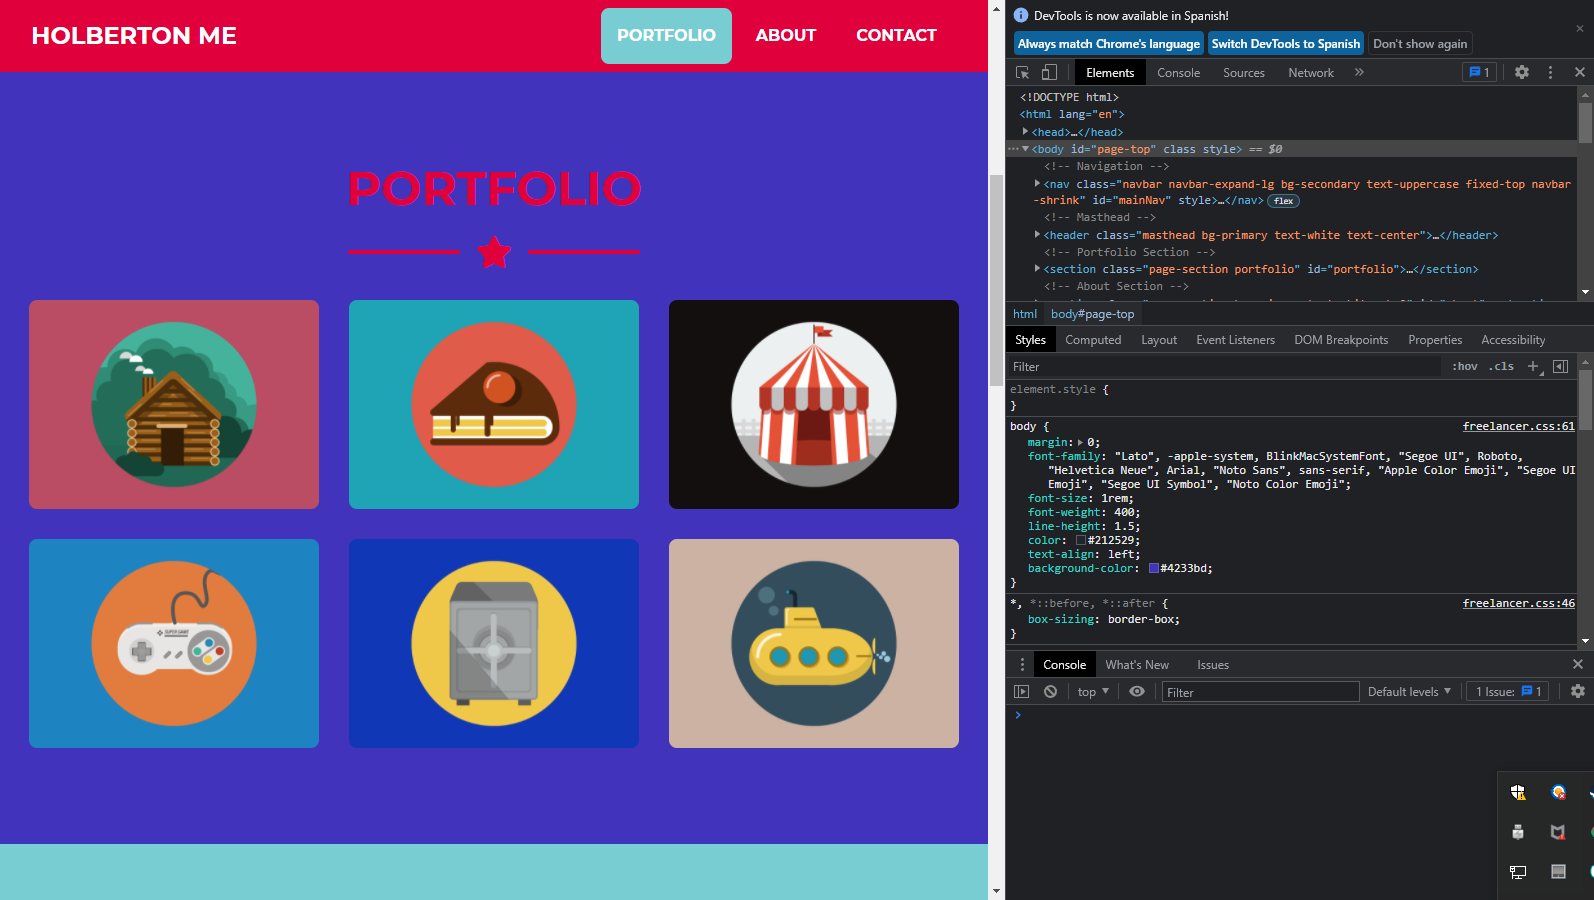 HOLBERTON ME
PORTFOLIO ABOUT CONTACT
PORTFOLIO
SUPER GAME
DevTools is now available in Spanish!
Always match Chrome's language Switch DevTools to Spanish Don't show again
Elements Console Sources Network » 1
<!DOCTYPE html>
<html lang="en">
<head>…</head>
<body id="page-top" class style> == $0
<!-- Navigation -->
<nav class="navbar navbar-expand-lg bg-secondary text-uppercase fixed-top navbar
-shrink" id="mainNav" style>…</nav> flex
<!-- Masthead -->
<header class="masthead bg-primary text-white text-center">…</header>
<!-- Portfolio Section -->
<section class="page-section portfolio" id="portfolio">…</section>
<!-- About Section -->
html body#page-top
Styles Computed Layout Event Listeners DOM Breakpoints Properties Accessibility
Filter :hov .cls +
element.style {
}
body { freelancer.css:61
margin: 0;
font-family: "Lato", -apple-system, BlinkMacSystemFont, "Segoe UI", Roboto,
"Helvetica Neue", Arial, "Noto Sans", sans-serif, "Apple Color Emoji", "Segoe UI
Emoji", "Segoe UI Symbol", "Noto Color Emoji";
font-size: 1rem;
font-weight: 400;
line-height: 1.5;
color: #212529;
text-align: left;
background-color: #4233bd;
}
*, *::before, *::after { freelancer.css:46
box-sizing: border-box;
}
Console What's New Issues
top Filter Default levels 1 Issue: 1